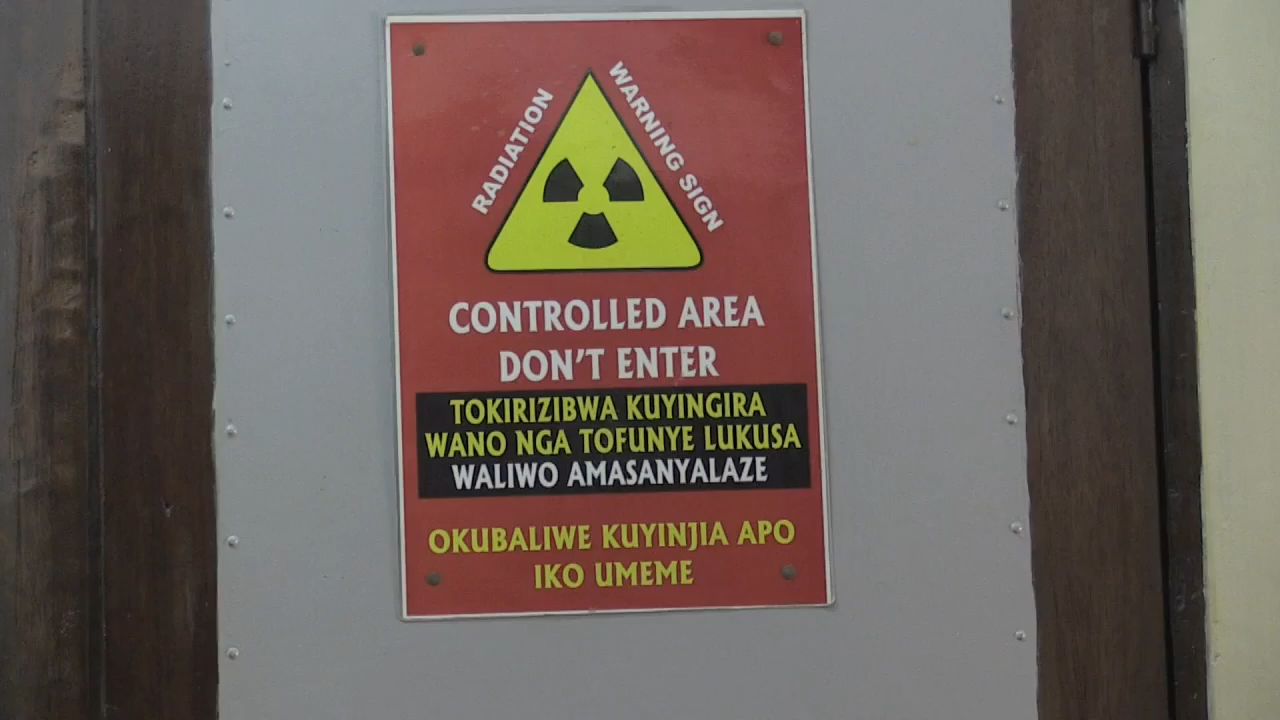 RADIATION
WARNING SIGN
CONTROLLED AREA
DON'T ENTER
TOKIRIZIBWA KUYINGIRA
WANO NGA TOFUNYE LUKUSA
WALIWO AMASANYALAZE
OKUBALIWE KUYINJIA APO
IKO UMEME